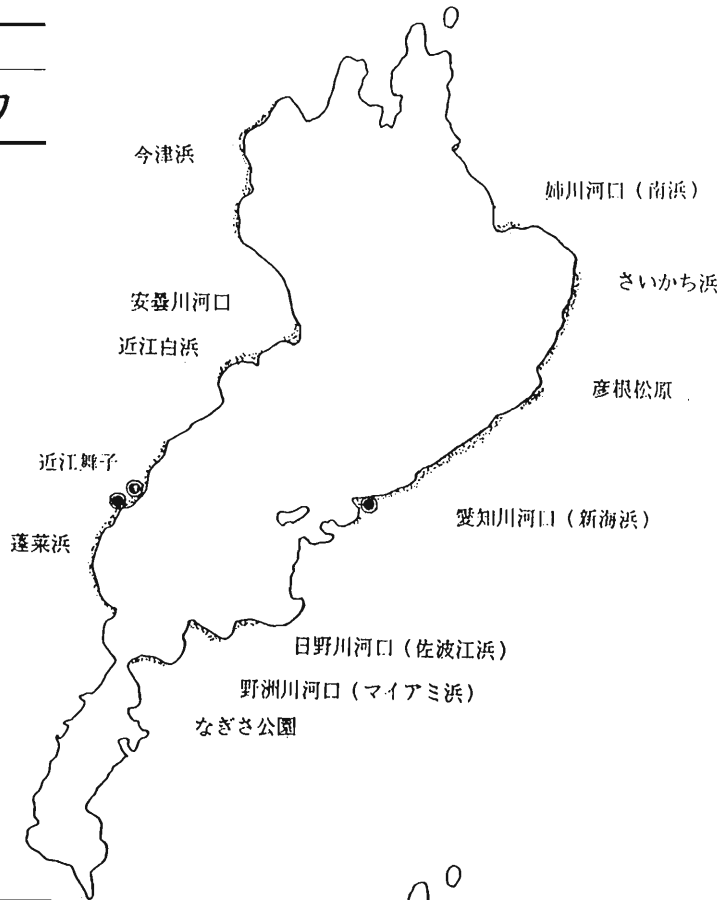 今津浜
姉川河口(南浜)
さいかち浜
安曇川河口
近江白浜
彦根松原
近江舞子
愛知川河口(新海浜)
蓬莱浜
日野川河口(佐波江浜)
野洲川河口(マイアミ浜)
なぎさ公園